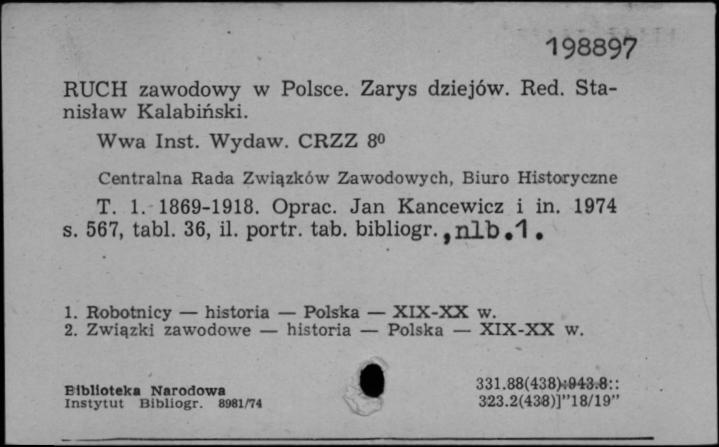 198897
RUCH zawodowy w Polsce. Zarys dziejów. Red. Sta-
nisław Kalabiński.
Wwa Inst. Wydaw. CRZZ 8⁰
Centralna Rada Związków Zawodowych, Biuro Historyczne
T. 1. 1869-1918. Oprac. Jan Kancewicz i in. 1974
s. 567, tabl. 36, il. portr. tab. bibliogr., nlb.1.
1. Robotnicy — historia — Polska — XIX-XX w.
2. Związki zawodowe — historia — Polska — XIX-XX w.
Biblioteka Narodowa
Instytut Bibliogr. 8981/74
331.88(438):943.8::
323.2(438)]"18/19"